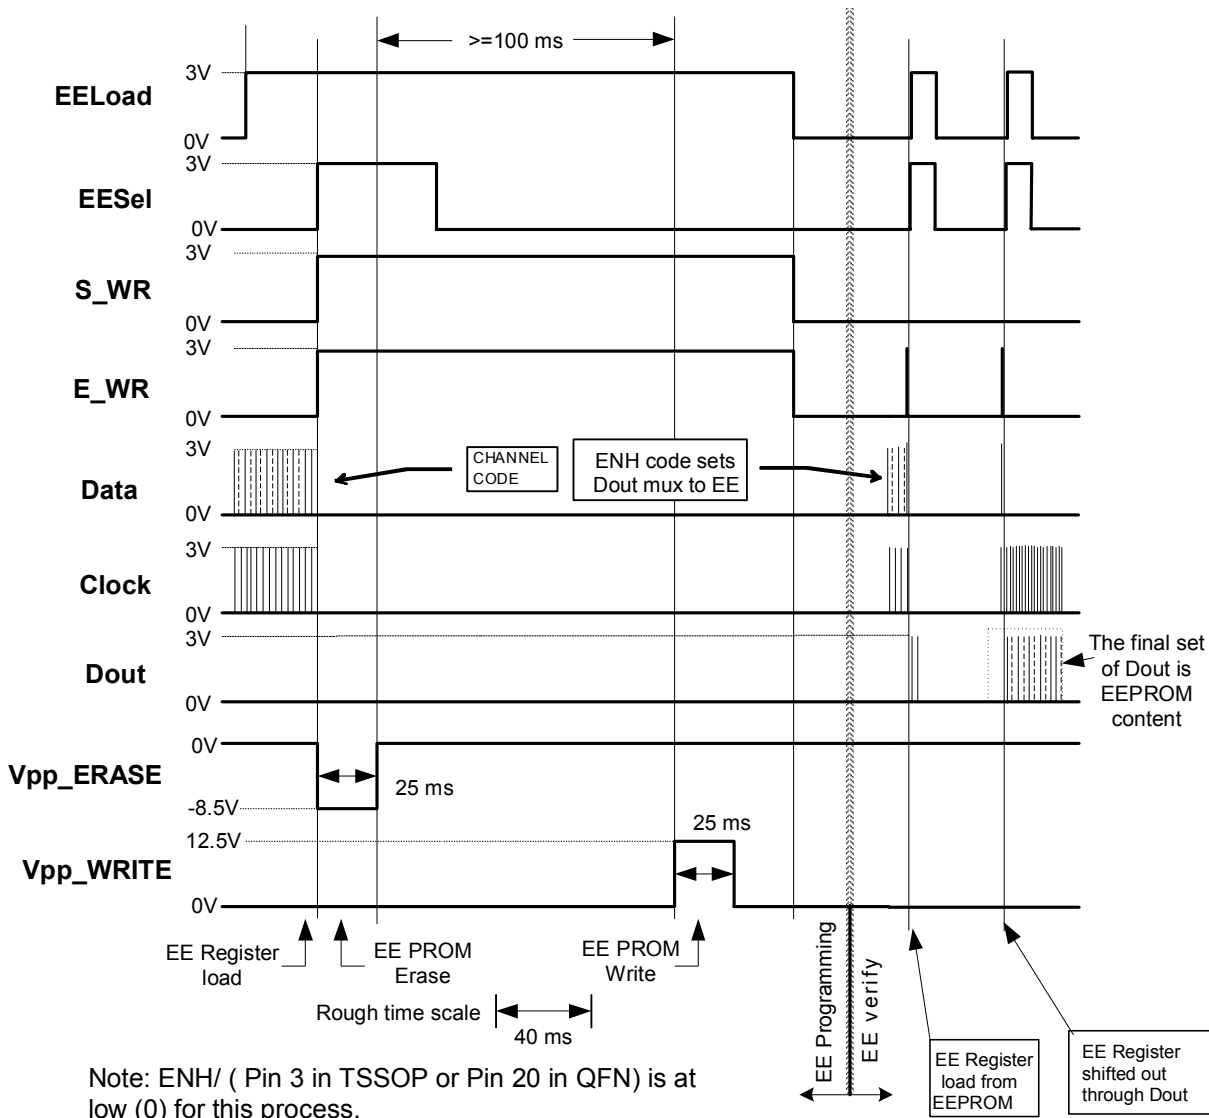 >=100 ms
3V
EELoad
0V
3V
EESel
0V
3V
S_WR
0V
3V
E_WR
0V
3V
CHANNEL
CODE
ENH code sets
Dout mux to EE
Data
0V
3V
Clock
0V
3V
The final set
of Dout is
EEPROM
content
Dout
0V
0V
Vpp_ERASE
25 ms
-8.5V
12.5V
25 ms
Vpp_WRITE
0V
EE Register
load
EE PROM
Erase
EE PROM
Write
EE Programming
EE verify
Rough time scale
40 ms
EE Register
load from
EEPROM
EE Register
shifted out
through Dout
Note: ENH/ ( Pin 3 in TSSOP or Pin 20 in QFN) is at
low (0) for this process.